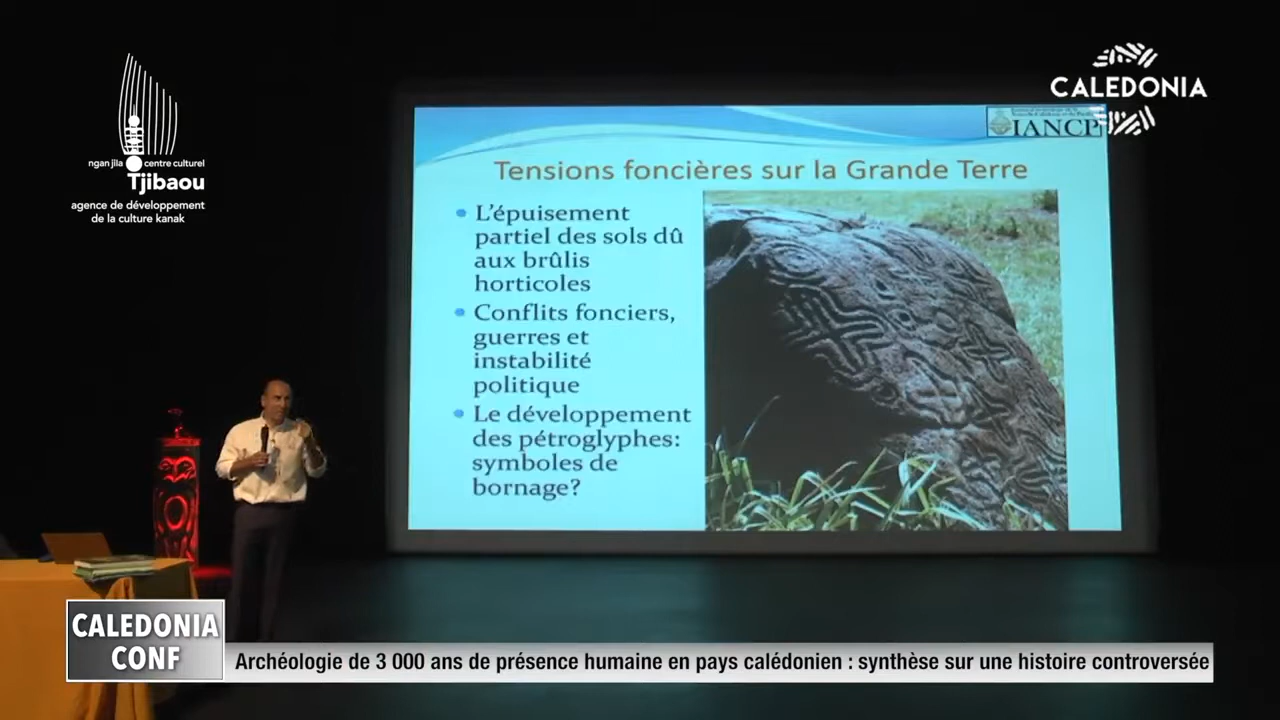 ngan jila centre culturel
Tjibaou
agence de développement
de la culture kanak
CALEDONIA
IANCP
Tensions foncières sur la Grande Terre
• L'épuisement
partiel des sols dû
aux brûlis
horticoles
• Conflits fonciers,
guerres et
instabilité
politique
• Le développement
des pétroglyphes:
symboles de
bornage?
CALEDONIA
CONF
Archéologie de 3 000 ans de présence humaine en pays calédonien : synthèse sur une histoire controversée